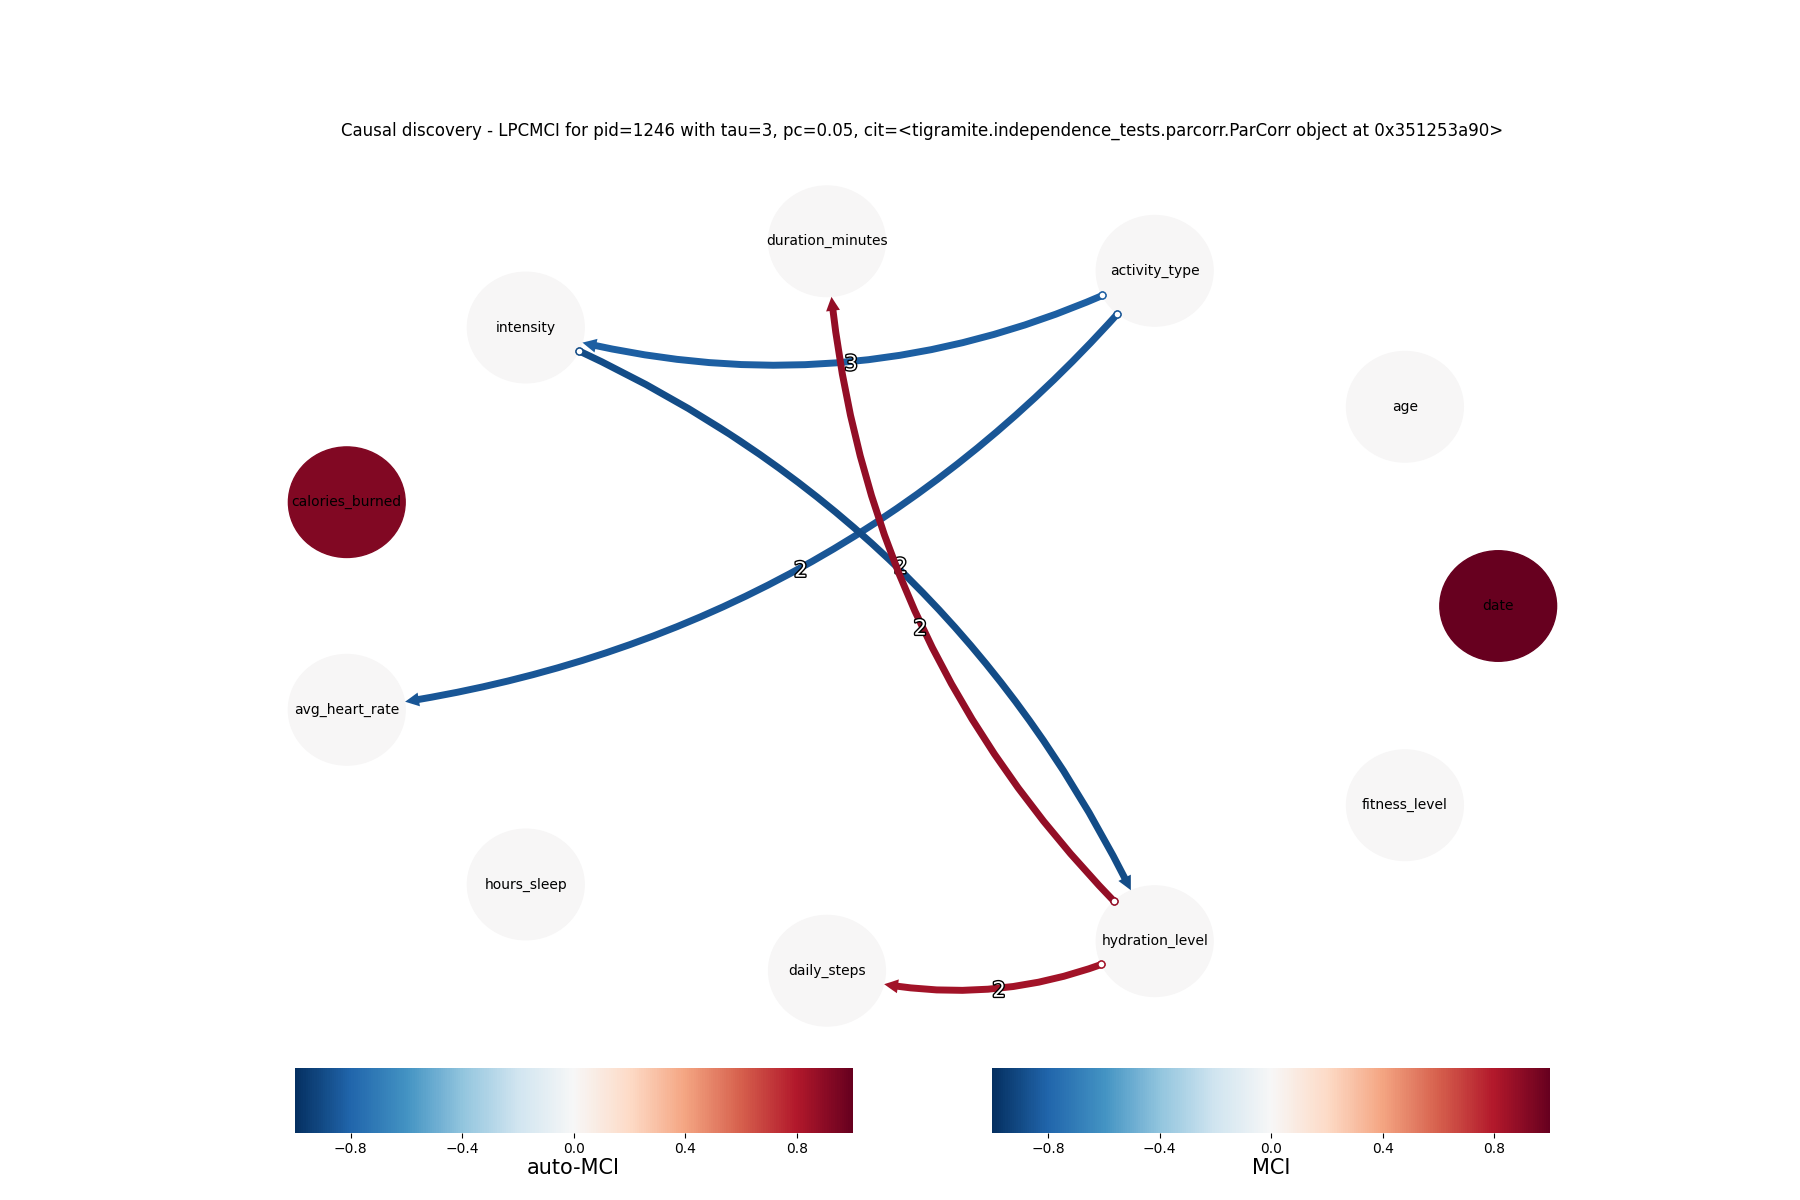 Causal discovery - LPCMCI for pid=1246 with tau=3, pc=0.05, cit=<tigramite.independence_tests.parcorr.ParCorr object at 0x351253a90>
duration_minutes
activity_type
intensity
3
age
calories_burned
2
2
date
2
avg_heart_rate
fitness_level
hours_sleep
hydration_level
daily_steps
2
−0.8 −0.4 0.0 0.4 0.8
auto-MCI
−0.8 −0.4 0.0 0.4 0.8
MCI